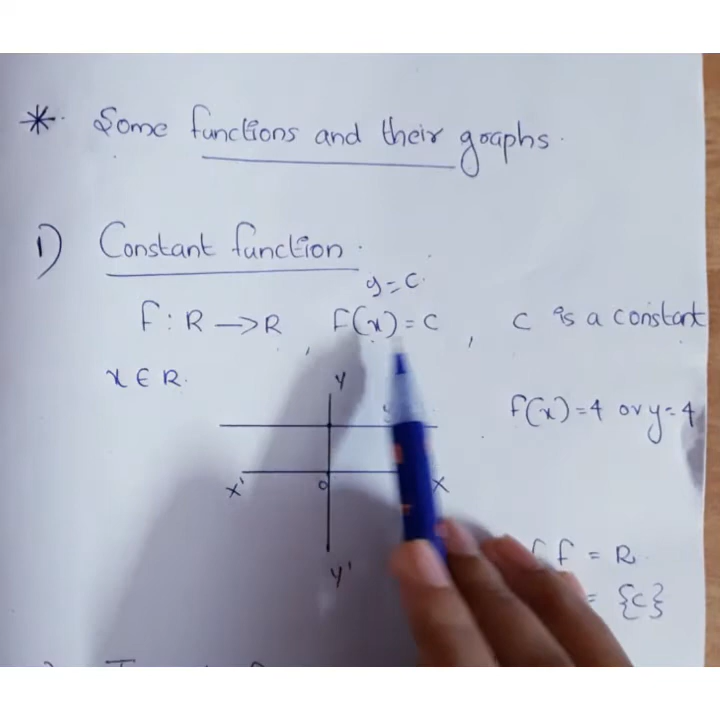 * Some functions and their graphs.
1) Constant function.
y = c.
f : R → R , f(x) = c , c is a constant
x ∈ R.
f(x) = 4 or y = 4
Y
X' O X
Y'
f = R
= {c}